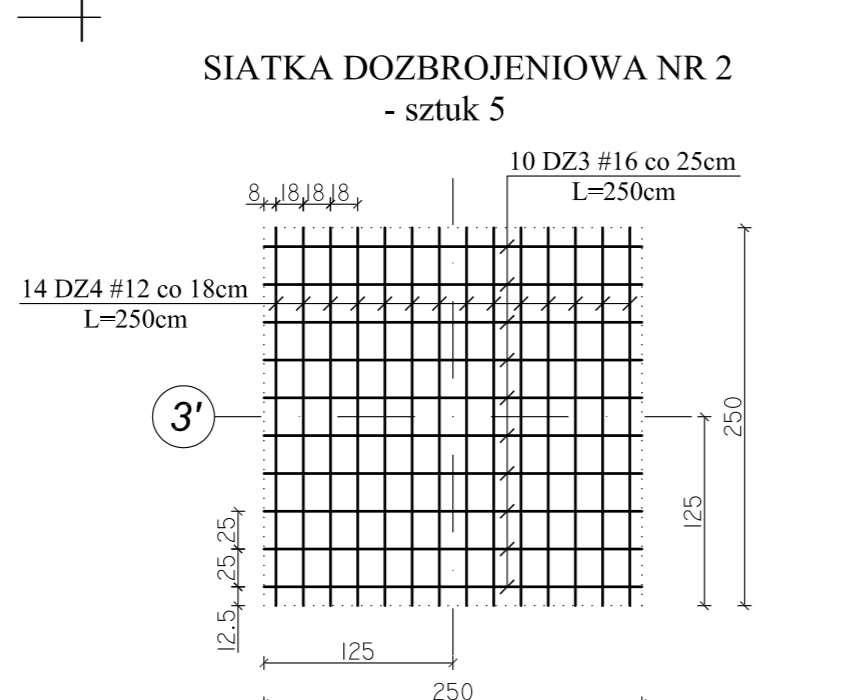 SIATKA DOZBROJENIOWA NR 2
- sztuk 5
10 DZ3 #16 co 25cm
L=250cm
8 18 18 18
14 DZ4 #12 co 18cm
L=250cm
3'
250
125
25
25
12.5
125
250